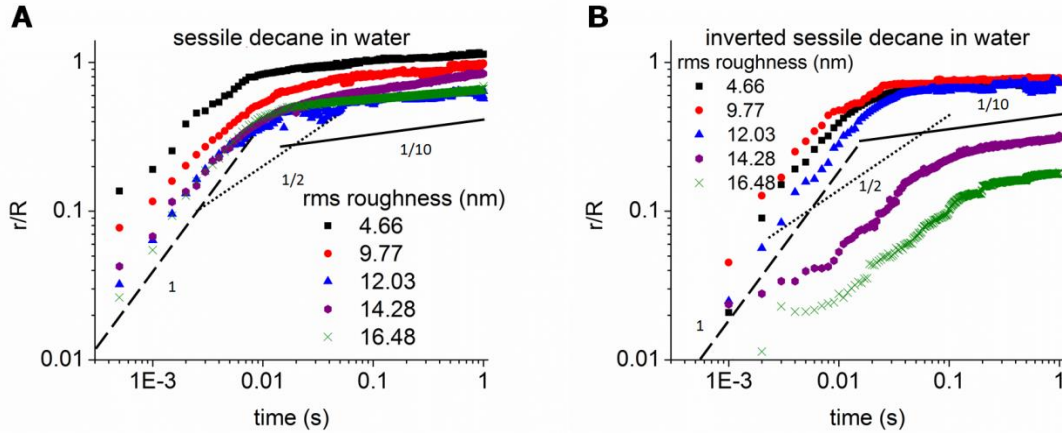 A
sessile decane in water
r/R
1
0.1
0.01
1
1/2
1/10
rms roughness (nm)
4.66
9.77
12.03
14.28
16.48
1E-3
0.01
0.1
1
time (s)
B
inverted sessile decane in water
rms roughness (nm)
4.66
9.77
12.03
14.28
16.48
r/R
1
0.1
0.01
1/10
1/2
1
1E-3
0.01
0.1
1
time (s)